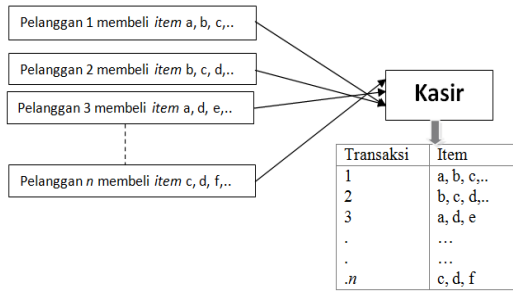 Pelanggan 1 membeli item a, b, c,..
Pelanggan 2 membeli item b, c, d,..
Pelanggan 3 membeli item a, d, e,..
Pelanggan n membeli item c, d, f,..
Kasir
Transaksi Item
1 a, b, c,..
2 b, c, d,..
3 a, d, e
. ...
. ...
.n c, d, f